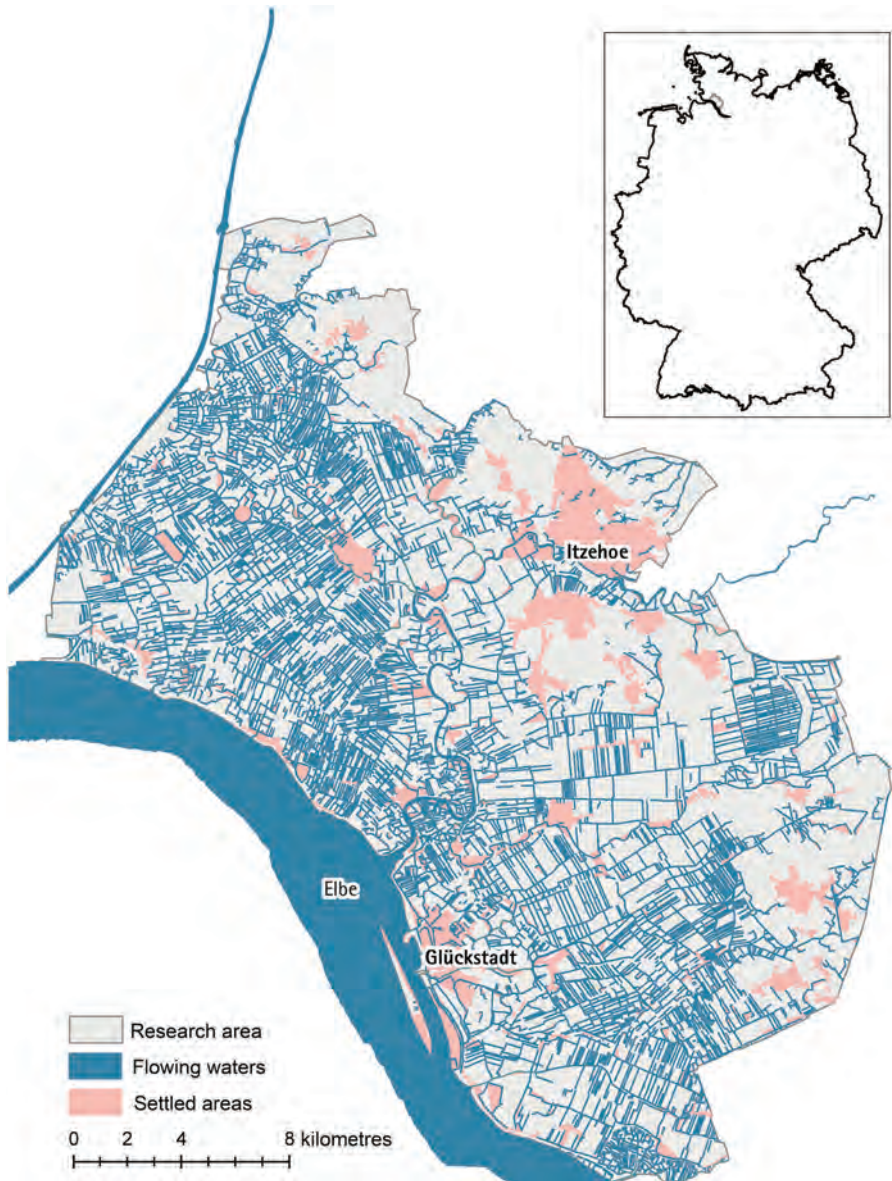 Itzehoe
Elbe
Glückstadt
Research area
Flowing waters
Settled areas
0 2 4 8 kilometres